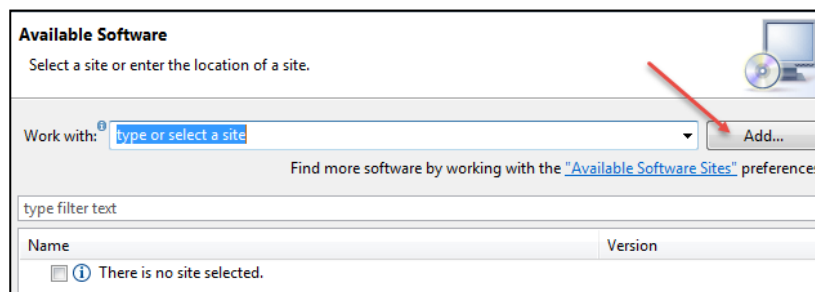 Available Software
Select a site or enter the location of a site.
Work with: type or select a site Add...
Find more software by working with the "Available Software Sites" preferences
type filter text
Name Version
There is no site selected.